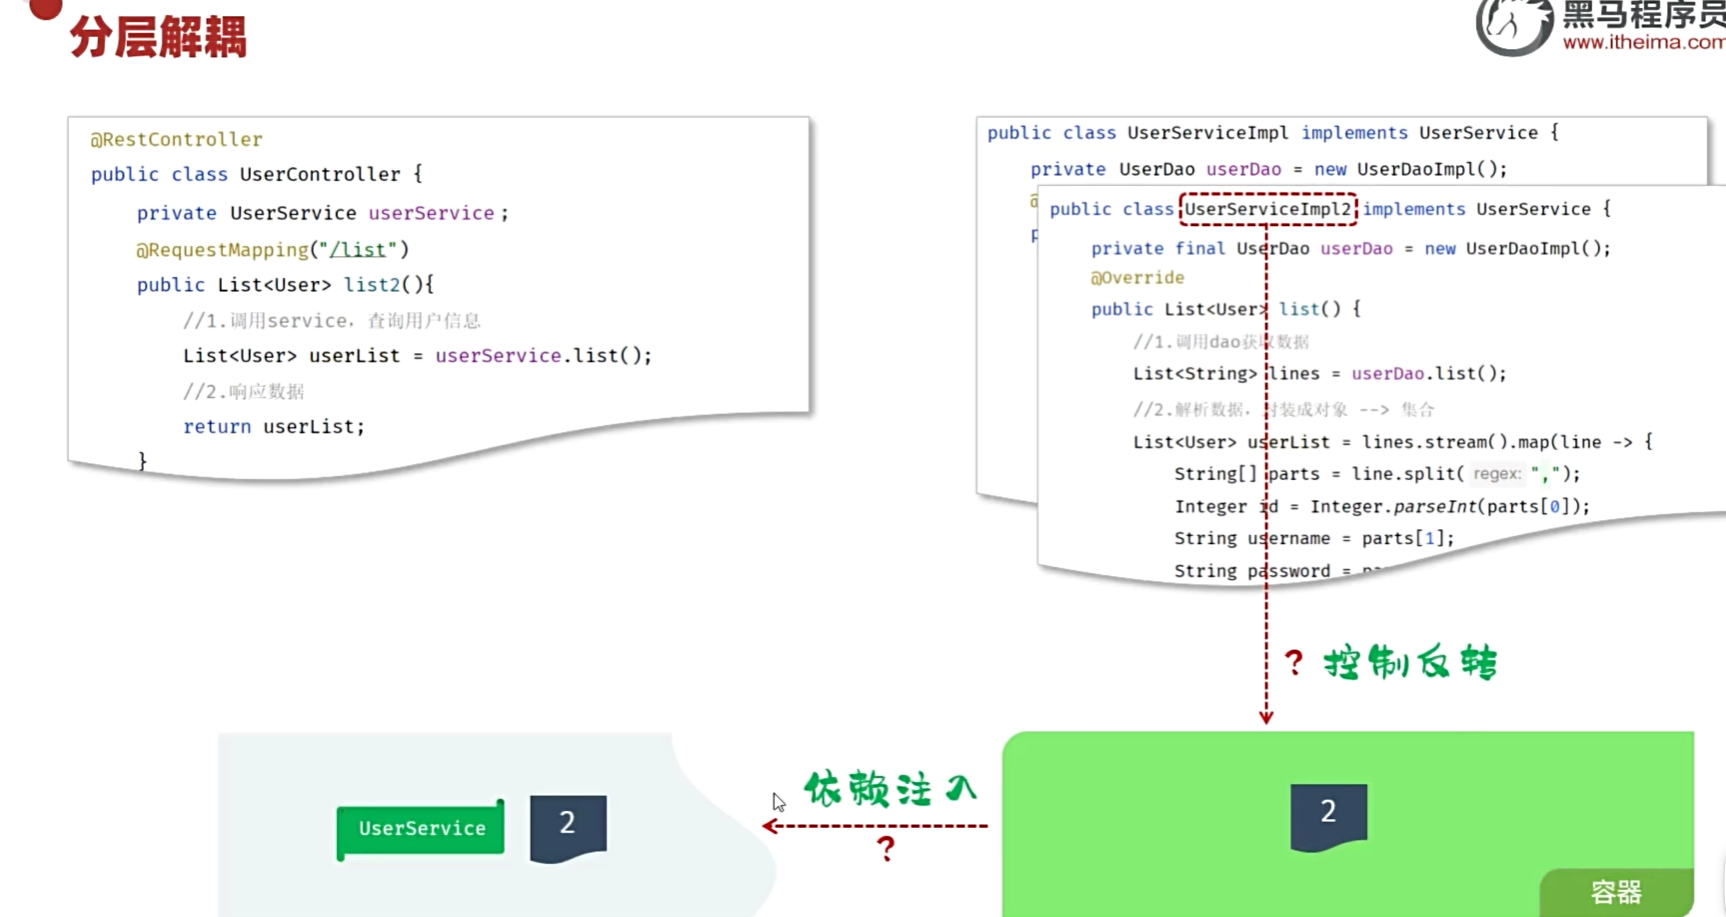 分层解耦
黑马程序员
www.itheima.com
@RestController
public class UserController {
private UserService userService ;
@RequestMapping("/list")
public List<User> list2(){
//1.调用service，查询用户信息
List<User> userList = userService.list();
//2.响应数据
return userList;
}
public class UserServiceImpl implements UserService {
private UserDao userDao = new UserDaoImpl();
public class UserServiceImpl2 implements UserService {
private final UserDao userDao = new UserDaoImpl();
@Override
public List<User> list() {
//1.调用dao获取数据
List<String> lines = userDao.list();
//2.解析数据，封装成对象 --> 集合
List<User> userList = lines.stream().map(line -> {
String[] parts = line.split( regex: ",");
Integer id = Integer.parseInt(parts[0]);
String username = parts[1];
String password =
? 控制反转
依赖注入
?
UserService
2
2
容器